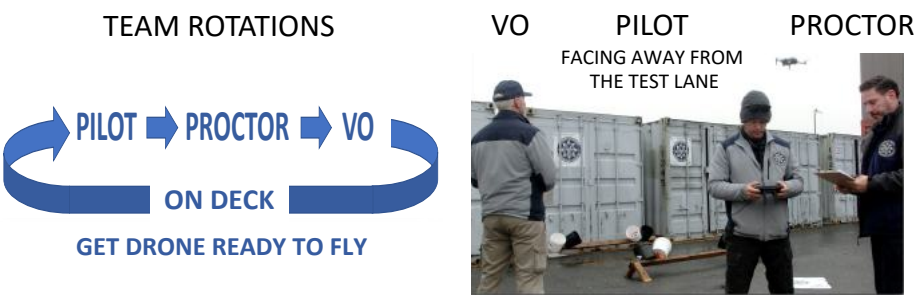 TEAM ROTATIONS
PILOT PROCTOR VO
ON DECK
GET DRONE READY TO FLY
VO PILOT PROCTOR
FACING AWAY FROM
THE TEST LANE